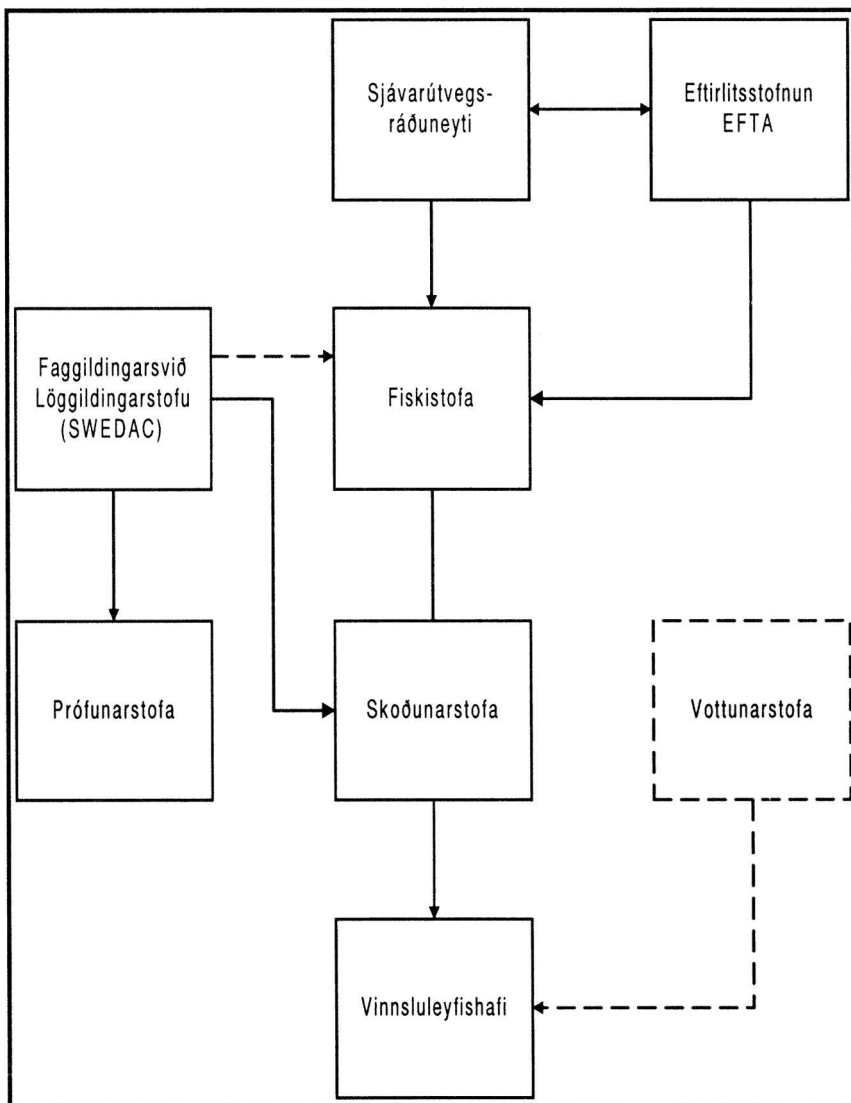 Sjávarútvegs-
ráðuneyti
Eftirlitsstofnun
EFTA
Faggildingarsvið
Löggildingarstofu
(SWEDAC)
Fiskistofa
Prófunarstofa
Skoðunarstofa
Vottunarstofa
Vinnsluleyfishafi